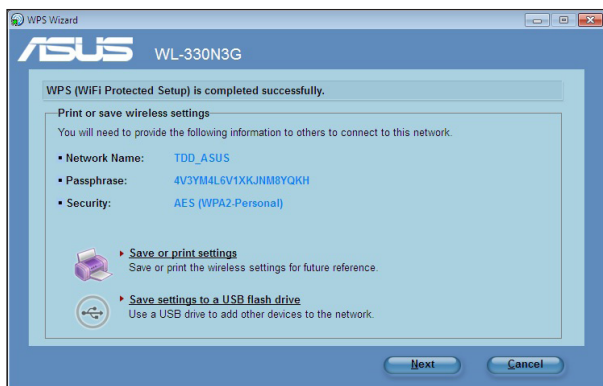 WPS Wizard
ASUS WL-330N3G
WPS (WiFi Protected Setup) is completed successfully.
Print or save wireless settings
You will need to provide the following information to others to connect to this network.
Network Name: TDD_ASUS
Passphrase: 4V3YM4L6V1XKJNM8YQKH
Security: AES (WPA2-Personal)
Save or print settings
Save or print the wireless settings for future reference.
Save settings to a USB flash drive
Use a USB drive to add other devices to the network.
Next Cancel